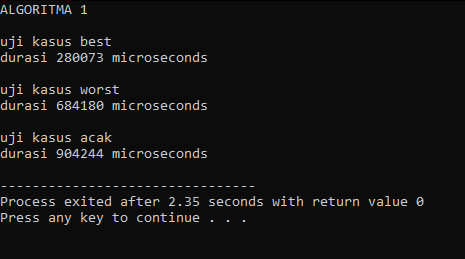 ALGORITMA 1
uji kasus best
durasi 280073 microseconds
uji kasus worst
durasi 684180 microseconds
uji kasus acak
durasi 904244 microseconds
--------------------------------
Process exited after 2.35 seconds with return value 0
Press any key to continue . . .